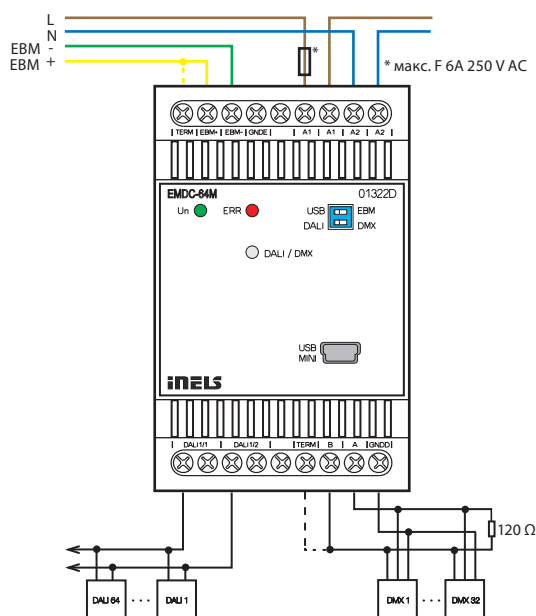 L
N
EBM -
EBM +
*
* макс. F 6A 250 V AC
TERM EBM+ EBM- GNDE A1 A1 A2 A2
EMDC-64M 01322D
Un ERR USB EBM
DALI DMX
DALI / DMX
USB
MINI
iNELS
DALI1/1 DALI1/2 TERM B A GNDD
120 Ω
DALI 64 ··· DALI 1 DMX 1 ··· DMX 32